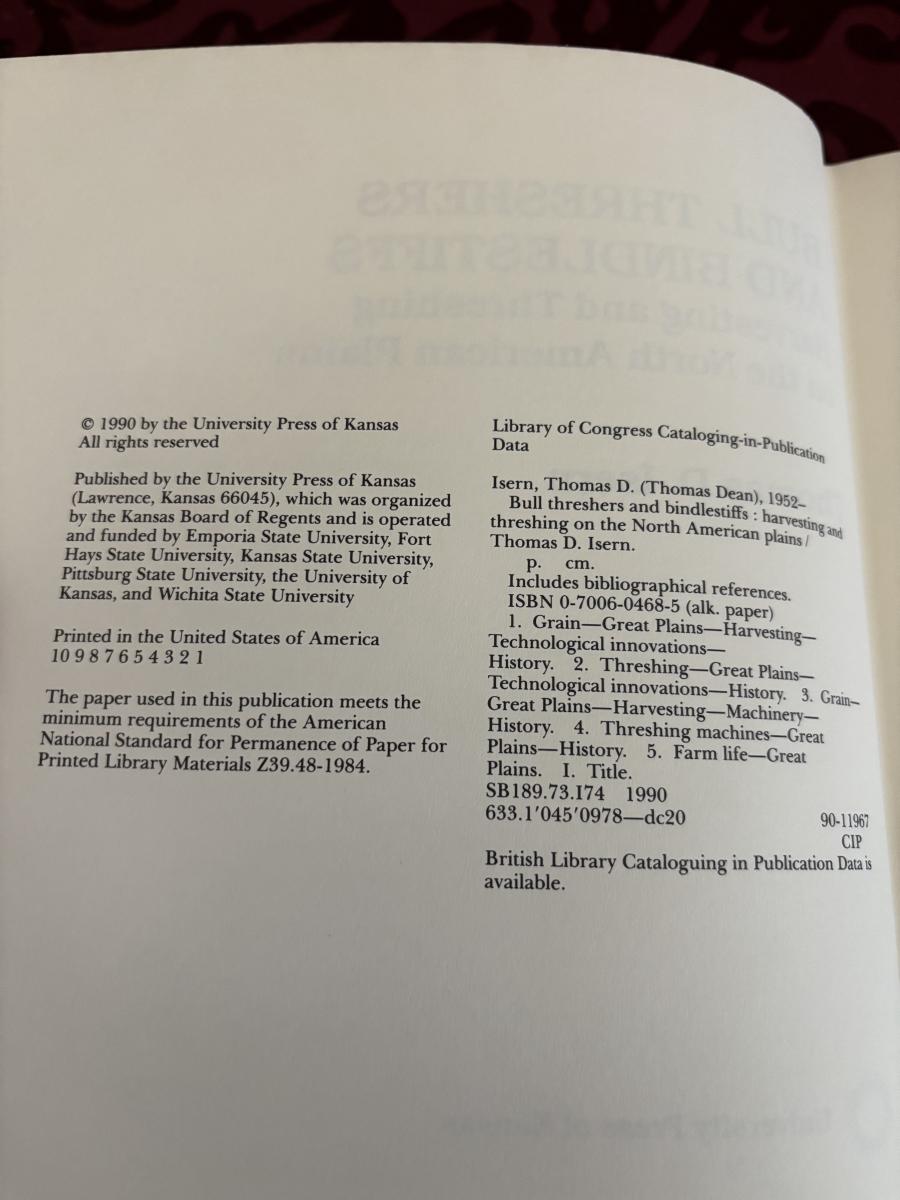 © 1990 by the University Press of Kansas
All rights reserved
Published by the University Press of Kansas
(Lawrence, Kansas 66045), which was organized
by the Kansas Board of Regents and is operated
and funded by Emporia State University, Fort
Hays State University, Kansas State University,
Pittsburg State University, the University of
Kansas, and Wichita State University
Printed in the United States of America
10 9 8 7 6 5 4 3 2 1
The paper used in this publication meets the
minimum requirements of the American
National Standard for Permanence of Paper for
Printed Library Materials Z39.48-1984.
Library of Congress Cataloging-in-Publication
Data
Isern, Thomas D. (Thomas Dean), 1952–
Bull threshers and bindlestiffs : harvesting and
threshing on the North American plains /
Thomas D. Isern.
p. cm.
Includes bibliographical references.
ISBN 0-7006-0468-5 (alk. paper)
1. Grain—Great Plains—Harvesting—
Technological innovations—
History. 2. Threshing—Great Plains—
Technological innovations—History. 3. Grain—
Great Plains—Harvesting—Machinery—
History. 4. Threshing machines—Great
Plains—History. 5. Farm life—Great
Plains. I. Title.
SB189.73.I74 1990
633.1'045'0978—dc20 90-11967
CIP
British Library Cataloguing in Publication Data is
available.